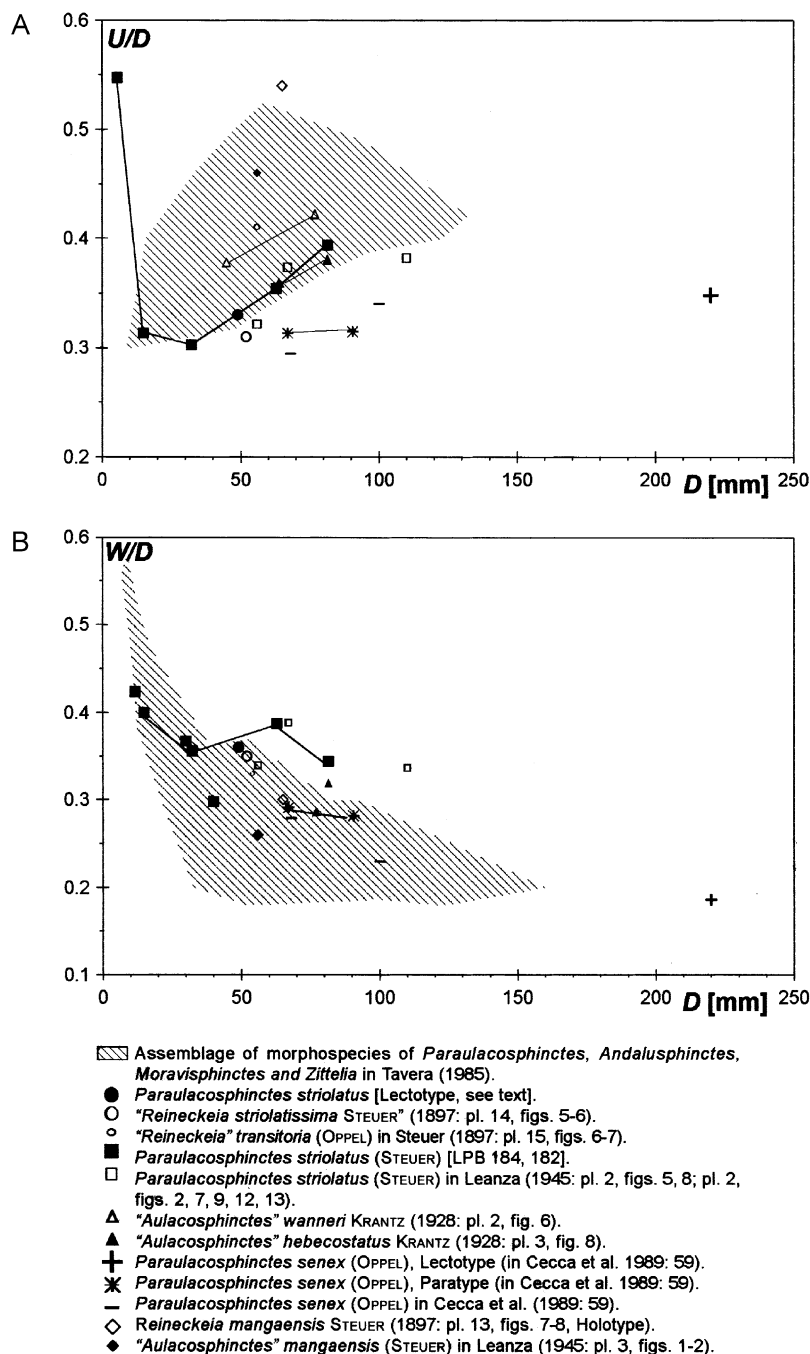 A
U/D
0.6
0.5
0.4
0.3
0.2
0
50
100
150
200
250
D [mm]
B
W/D
0.6
0.5
0.4
0.3
0.2
0.1
0
50
100
150
200
250
D [mm]
Assemblage of morphospecies of Paraulacosphinctes, Andalusphinctes,
Moravisphinctes and Zittelia in Tavera (1985).
Paraulacosphinctes striolatus [Lectotype, see text].
"Reineckeia striolatissima STEUER" (1897: pl. 14, figs. 5-6).
"Reineckeia" transitoria (OPPEL) in Steuer (1897: pl. 15, figs. 6-7).
Paraulacosphinctes striolatus (STEUER) [LPB 184, 182].
Paraulacosphinctes striolatus (STEUER) in Leanza (1945: pl. 2, figs. 5, 8; pl. 2,
figs. 2, 7, 9, 12, 13).
"Aulacosphinctes" wanneri KRANTZ (1928: pl. 2, fig. 6).
"Aulacosphinctes" hebecostatus KRANTZ (1928: pl. 3, fig. 8).
Paraulacosphinctes senex (OPPEL), Lectotype (in Cecca et al. 1989: 59).
Paraulacosphinctes senex (OPPEL), Paratype (in Cecca et al. 1989: 59).
Paraulacosphinctes senex (OPPEL) in Cecca et al. (1989: 59).
Reineckeia mangaensis STEUER (1897: pl. 13, figs. 7-8, Holotype).
"Aulacosphinctes" mangaensis (STEUER) in Leanza (1945: pl. 3, figs. 1-2).